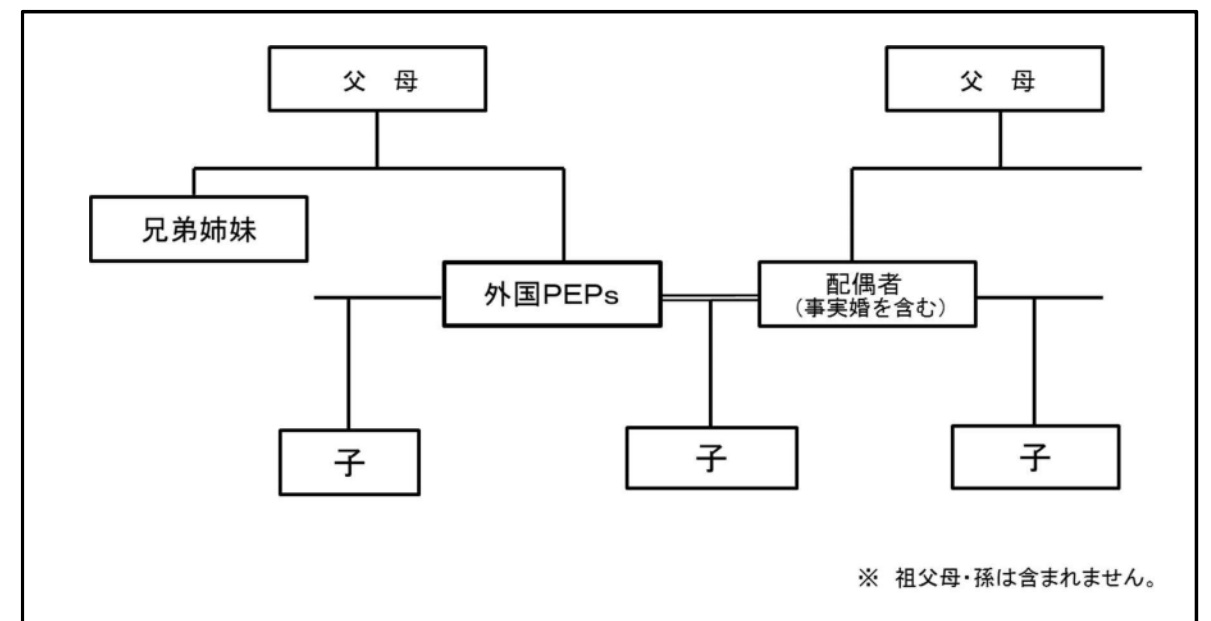 父　母
父　母
兄弟姉妹
外国ＰＥＰｓ
配偶者
（事実婚を含む）
子
子
子
※　祖父母・孫は含まれません。